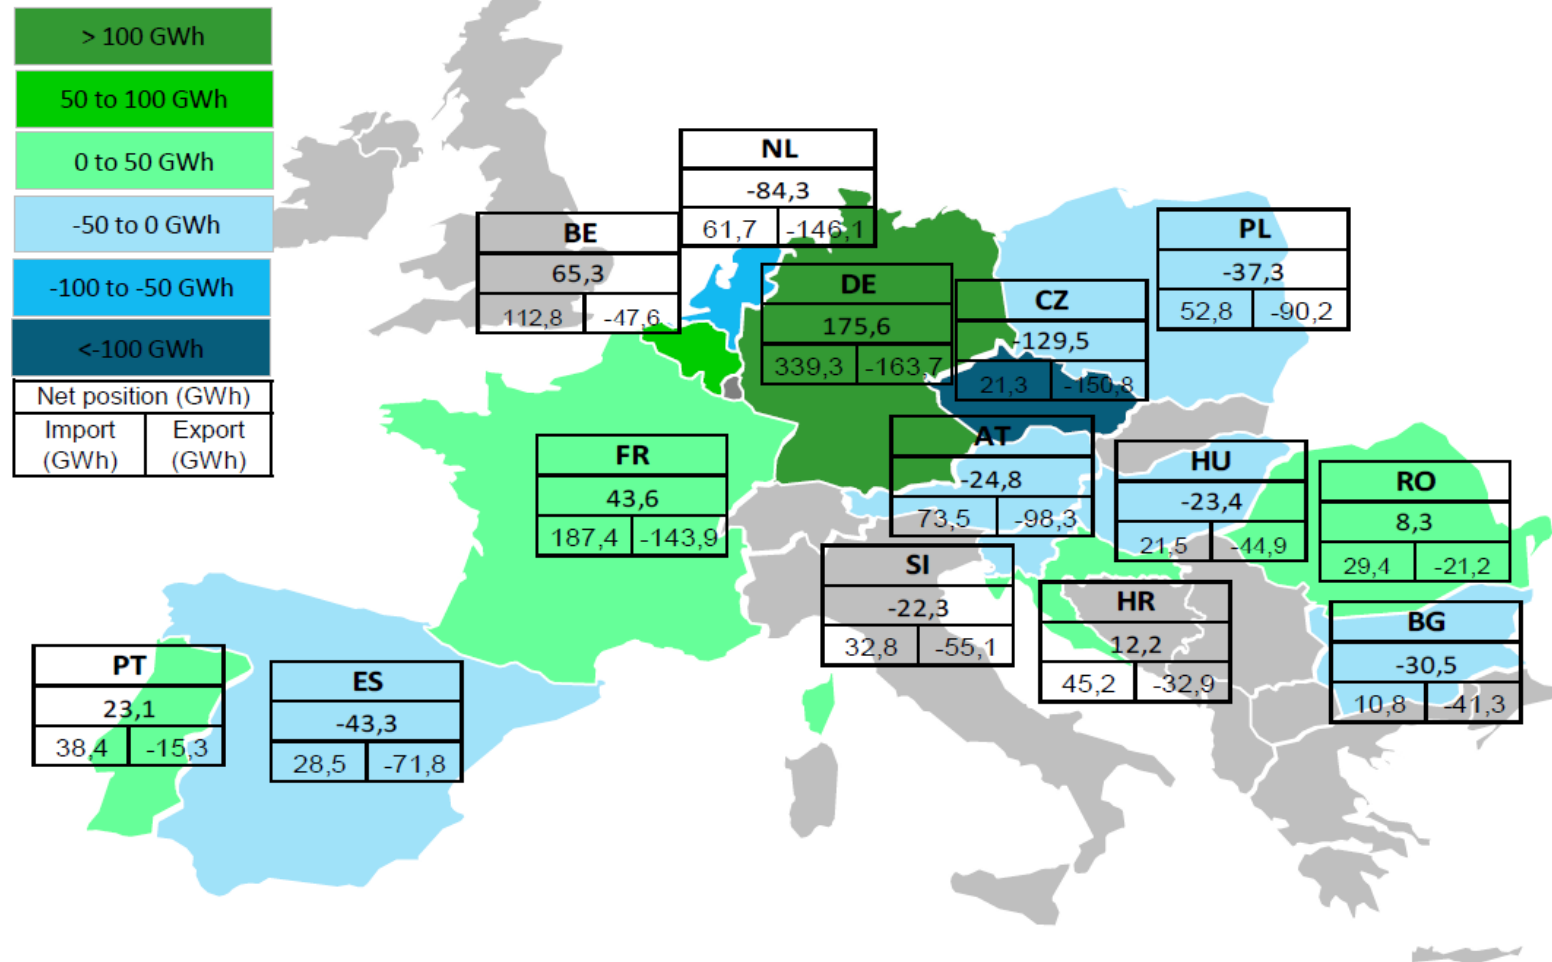 > 100 GWh
50 to 100 GWh
0 to 50 GWh
-50 to 0 GWh
-100 to -50 GWh
<-100 GWh
Net position (GWh)
Import (GWh)
Export (GWh)
NL
-84,3
61,7 -146,1
BE
65,3
112,8 -47,6
DE
175,6
339,3 -163,7
CZ
-129,5
21,3 -150,8
PL
-37,3
52,8 -90,2
FR
43,6
187,4 -143,9
AT
-24,8
73,5 -98,3
HU
-23,4
21,5 -44,9
RO
8,3
29,4 -21,2
SI
-22,3
32,8 -55,1
HR
12,2
45,2 -32,9
BG
-30,5
10,8 -41,3
PT
23,1
38,4 -15,3
ES
-43,3
28,5 -71,8